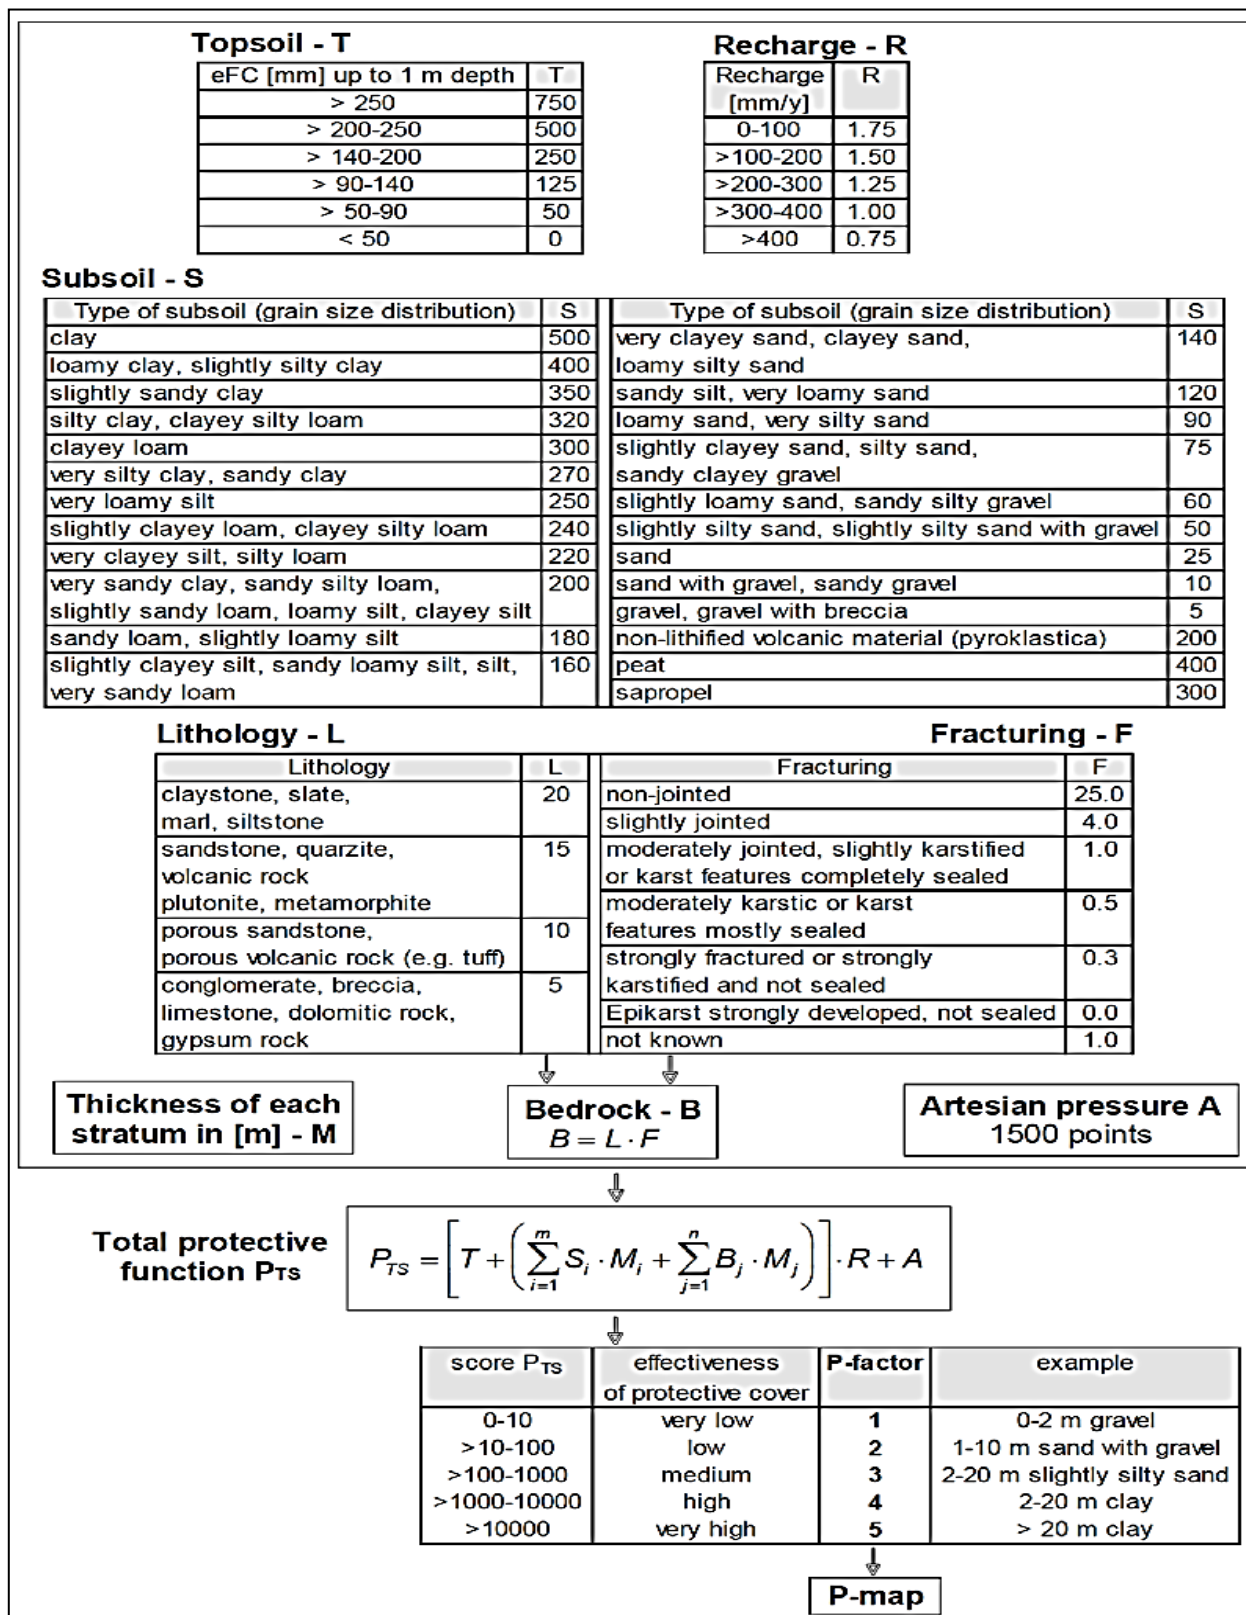 Topsoil - T
eFC [mm] up to 1 m depth T
> 250 750
> 200-250 500
> 140-200 250
> 90-140 125
> 50-90 50
< 50 0
Recharge - R
Recharge R
[mm/y]
0-100 1.75
>100-200 1.50
>200-300 1.25
>300-400 1.00
>400 0.75
Subsoil - S
Type of subsoil (grain size distribution) S
clay 500
loamy clay, slightly silty clay 400
slightly sandy clay 350
silty clay, clayey silty loam 320
clayey loam 300
very silty clay, sandy clay 270
very loamy silt 250
slightly clayey loam, clayey silty loam 240
very clayey silt, silty loam 220
very sandy clay, sandy silty loam, 200
slightly sandy loam, loamy silt, clayey silt
sandy loam, slightly loamy silt 180
slightly clayey silt, sandy loamy silt, silt, 160
very sandy loam
Type of subsoil (grain size distribution) S
very clayey sand, clayey sand, 140
loamy silty sand
sandy silt, very loamy sand 120
loamy sand, very silty sand 90
slightly clayey sand, silty sand, 75
sandy clayey gravel
slightly loamy sand, sandy silty gravel 60
slightly silty sand, slightly silty sand with gravel 50
sand 25
sand with gravel, sandy gravel 10
gravel, gravel with breccia 5
non-lithified volcanic material (pyroklastica) 200
peat 400
sapropel 300
Lithology - L
Lithology L
claystone, slate, 20
marl, siltstone
sandstone, quarzite, 15
volcanic rock
plutonite, metamorphite
porous sandstone, 10
porous volcanic rock (e.g. tuff)
conglomerate, breccia, 5
limestone, dolomitic rock,
gypsum rock
Fracturing - F
Fracturing F
non-jointed 25.0
slightly jointed 4.0
moderately jointed, slightly karstified 1.0
or karst features completely sealed
moderately karstic or karst 0.5
features mostly sealed
strongly fractured or strongly 0.3
karstified and not sealed
Epikarst strongly developed, not sealed 0.0
not known 1.0
Thickness of each
stratum in [m] - M
Bedrock - B
B = L · F
Artesian pressure A
1500 points
Total protective
function PTS
P_TS = [T + (∑_{i=1}^{m} S_i · M_i + ∑_{j=1}^{n} B_j · M_j)] · R + A
score PTS effectiveness P-factor example
of protective cover
0-10 very low 1 0-2 m gravel
>10-100 low 2 1-10 m sand with gravel
>100-1000 medium 3 2-20 m slightly silty sand
>1000-10000 high 4 2-20 m clay
>10000 very high 5 > 20 m clay
P-map